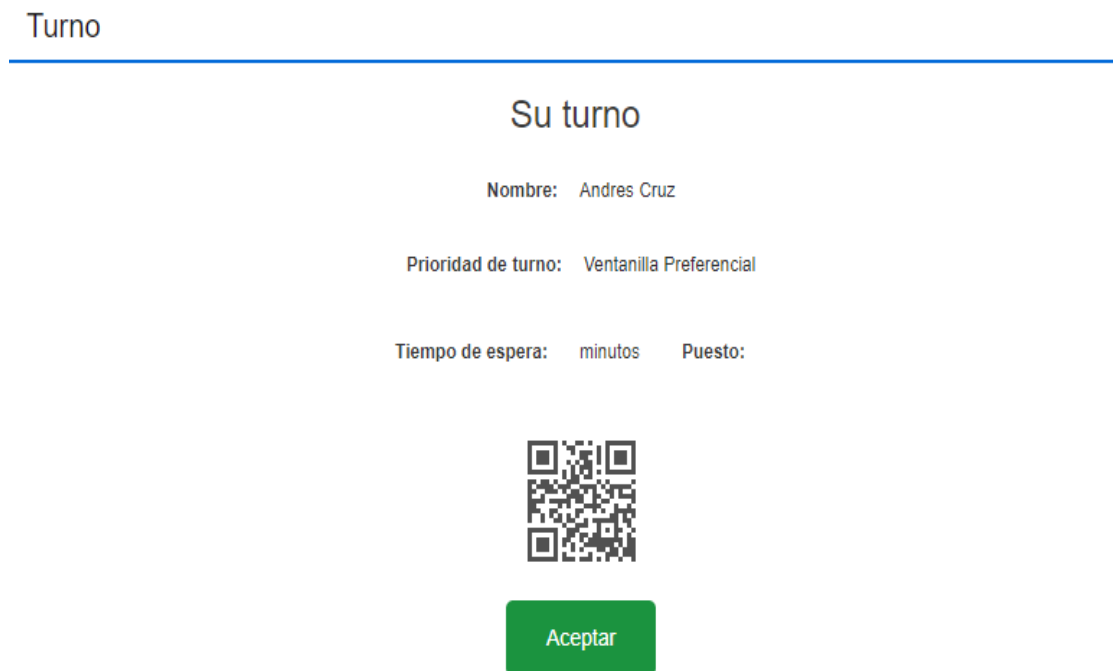 Turno
Su turno
Nombre: Andres Cruz
Prioridad de turno: Ventanilla Preferencial
Tiempo de espera: minutos Puesto:
Aceptar